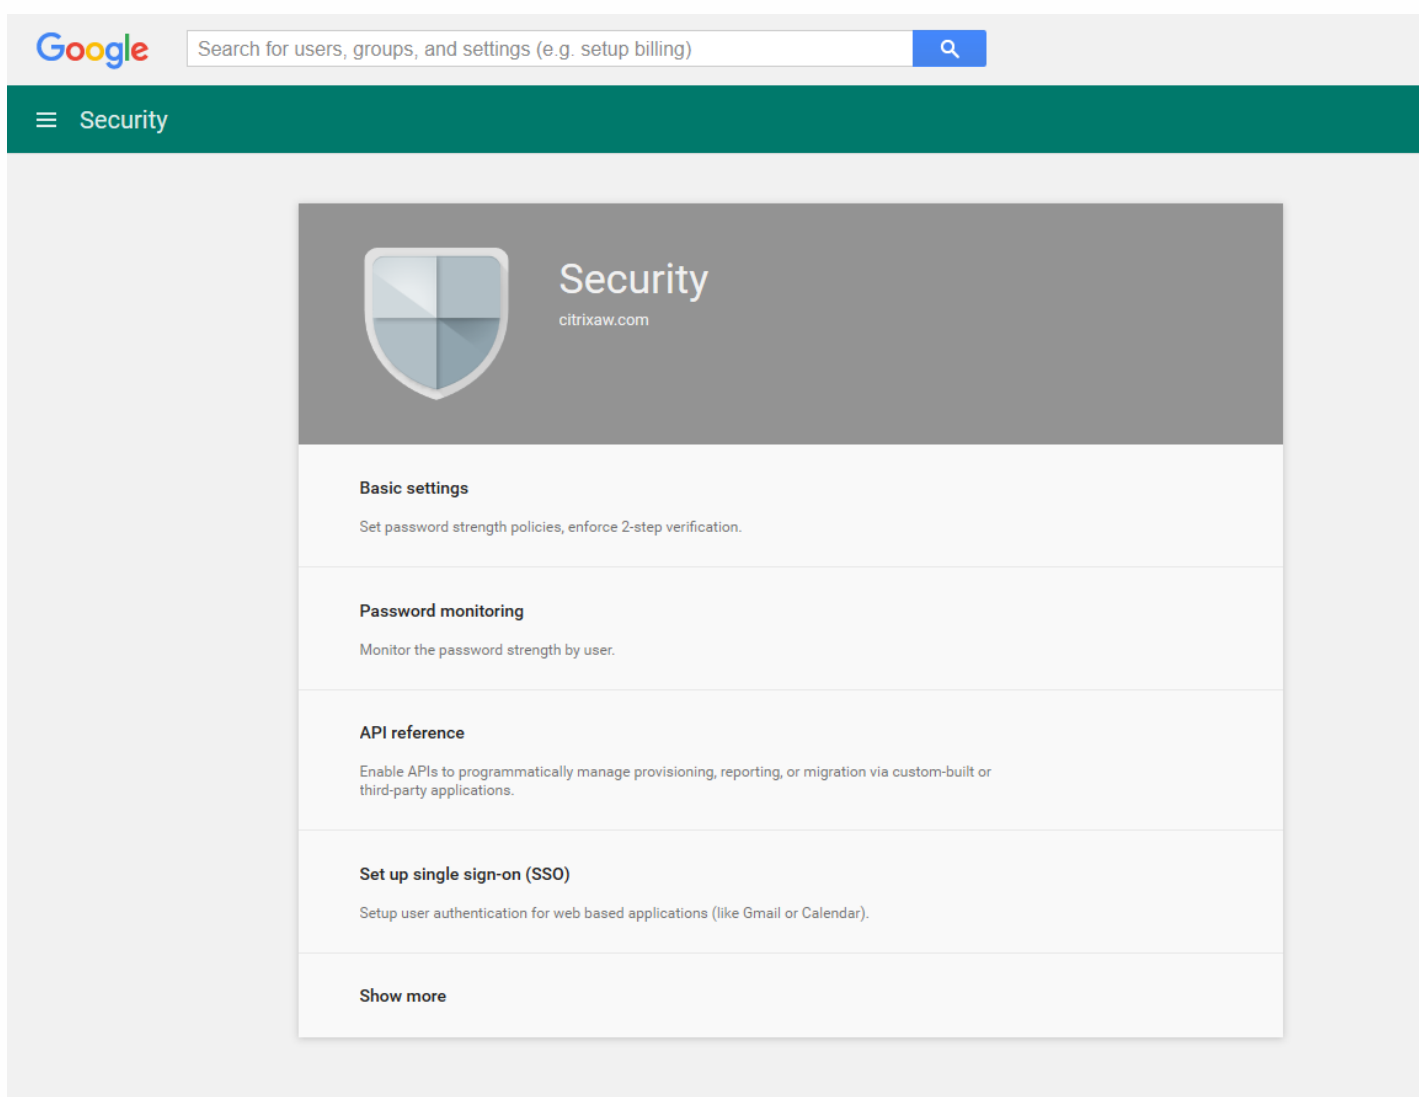 Google
Search for users, groups, and settings (e.g. setup billing)
Security
Security
citrixaw.com
Basic settings
Set password strength policies, enforce 2-step verification.
Password monitoring
Monitor the password strength by user.
API reference
Enable APIs to programmatically manage provisioning, reporting, or migration via custom-built or
third-party applications.
Set up single sign-on (SSO)
Setup user authentication for web based applications (like Gmail or Calendar).
Show more